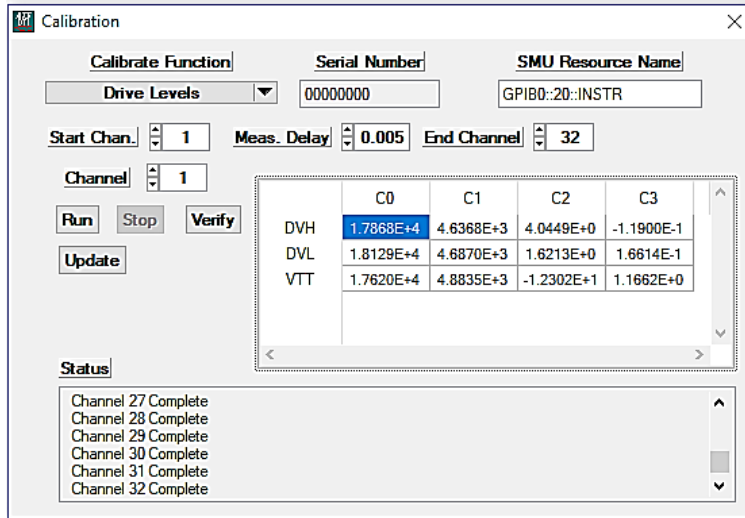 Calibration
Calibrate Function Serial Number SMU Resource Name
Drive Levels 00000000 GPIB0::20::INSTR
Start Chan. 1 Meas. Delay 0.005 End Channel 32
Channel 1
C0 C1 C2 C3
Run Stop Verify
DVH 1.7868E+4 4.6368E+3 4.0449E+0 -1.1900E-1
DVL 1.8129E+4 4.6870E+3 1.6213E+0 1.6614E-1
Update
VTT 1.7620E+4 4.8835E+3 -1.2302E+1 1.1662E+0
Status
Channel 27 Complete
Channel 28 Complete
Channel 29 Complete
Channel 30 Complete
Channel 31 Complete
Channel 32 Complete